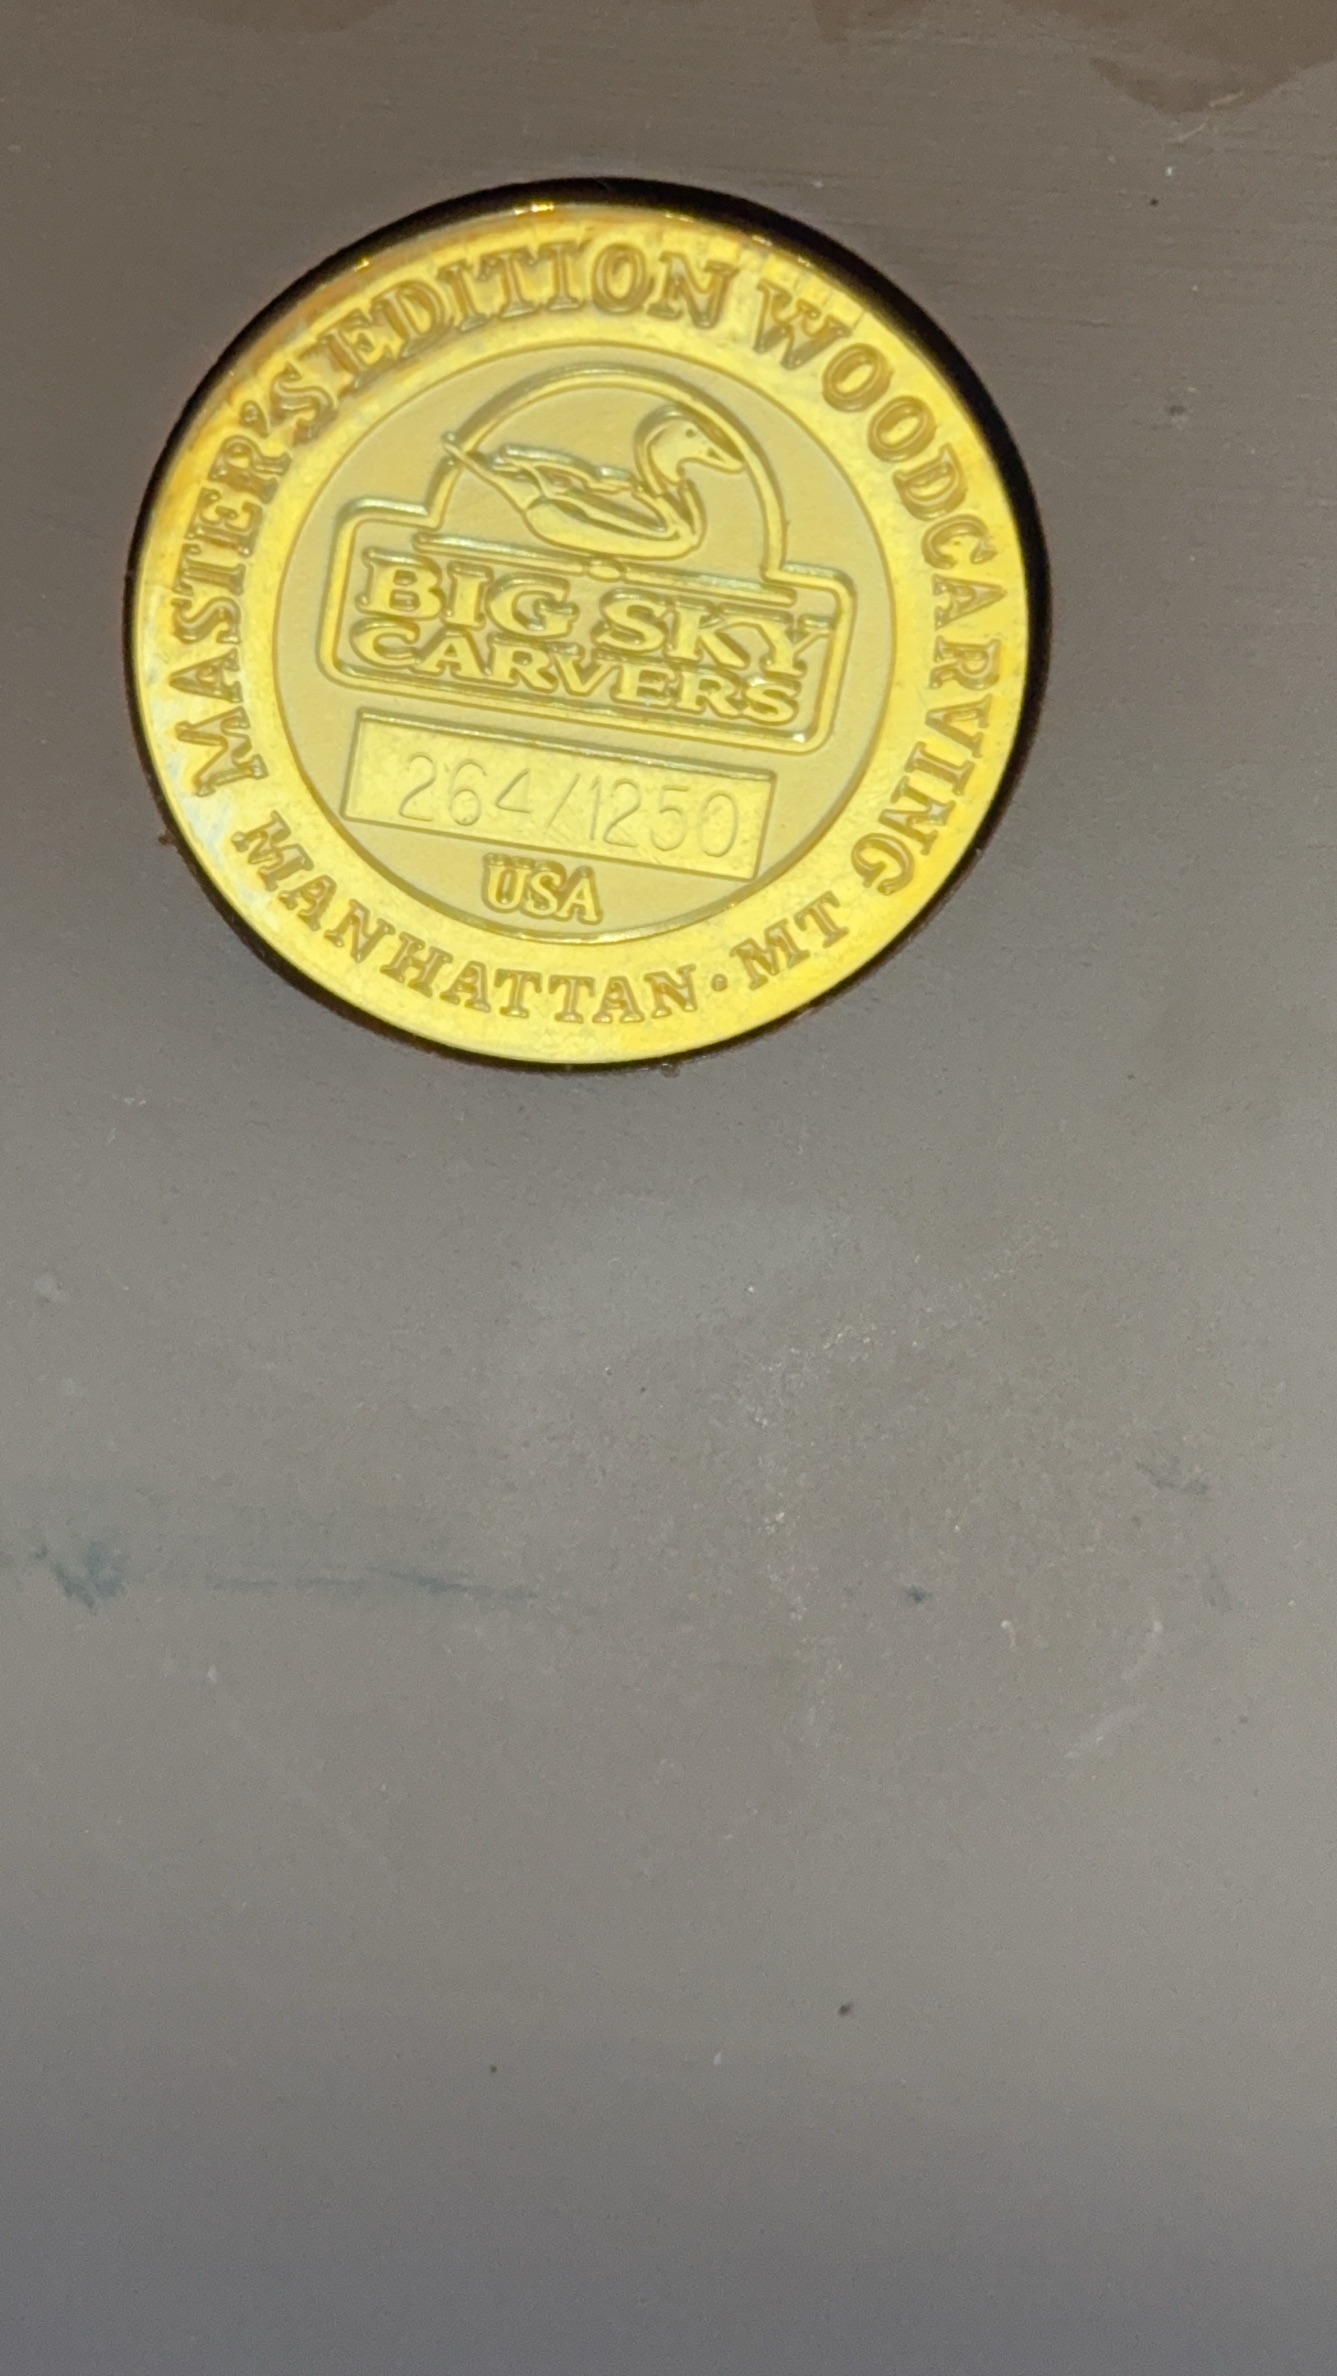 MASTER'S EDITION WOODCARVING
BIG SKY
CARVERS
264/1250
USA
MANHATTAN · MT